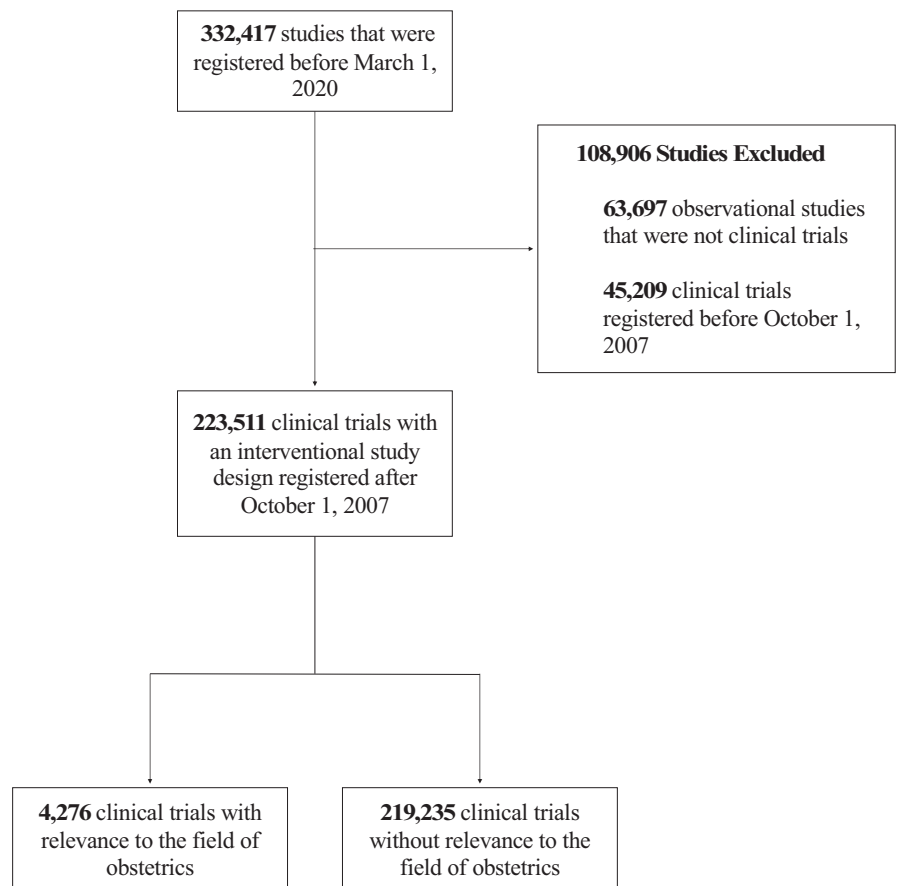 332,417 studies that were
registered before March 1,
2020
108,906 Studies Excluded
63,697 observational studies
that were not clinical trials
45,209 clinical trials
registered before October 1,
2007
223,511 clinical trials with
an interventional study
design registered after
October 1, 2007
4,276 clinical trials with
relevance to the field of
obstetrics
219,235 clinical trials
without relevance to the
field of obstetrics